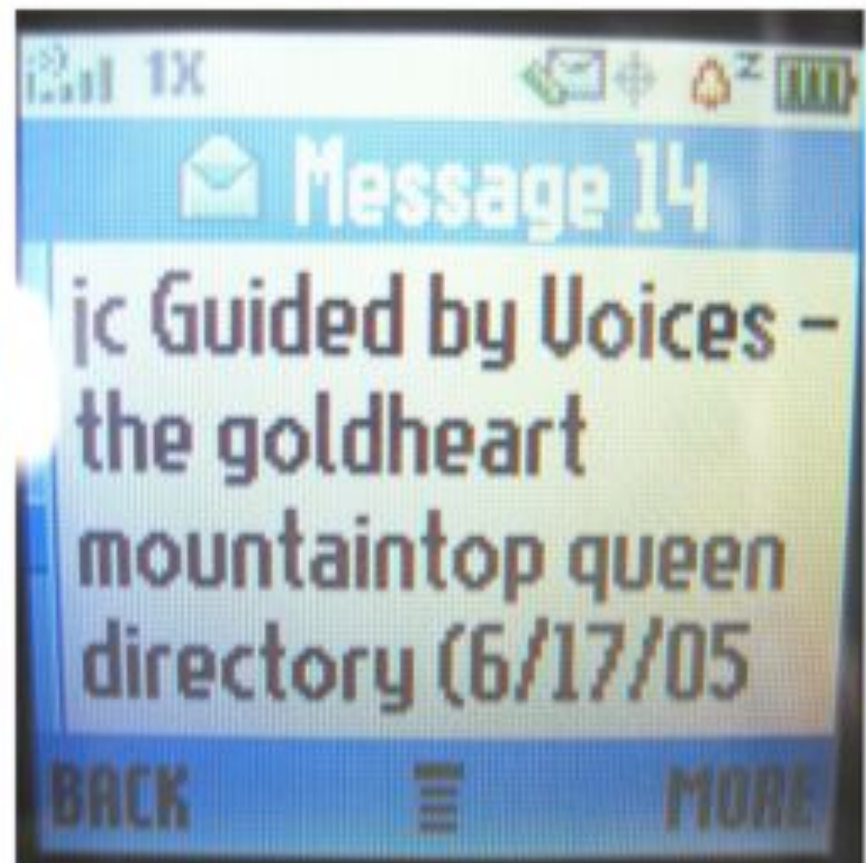 1X
Message 14
jc Guided by Voices -
the goldheart
mountaintop queen
directory (6/17/05
BACK MORE